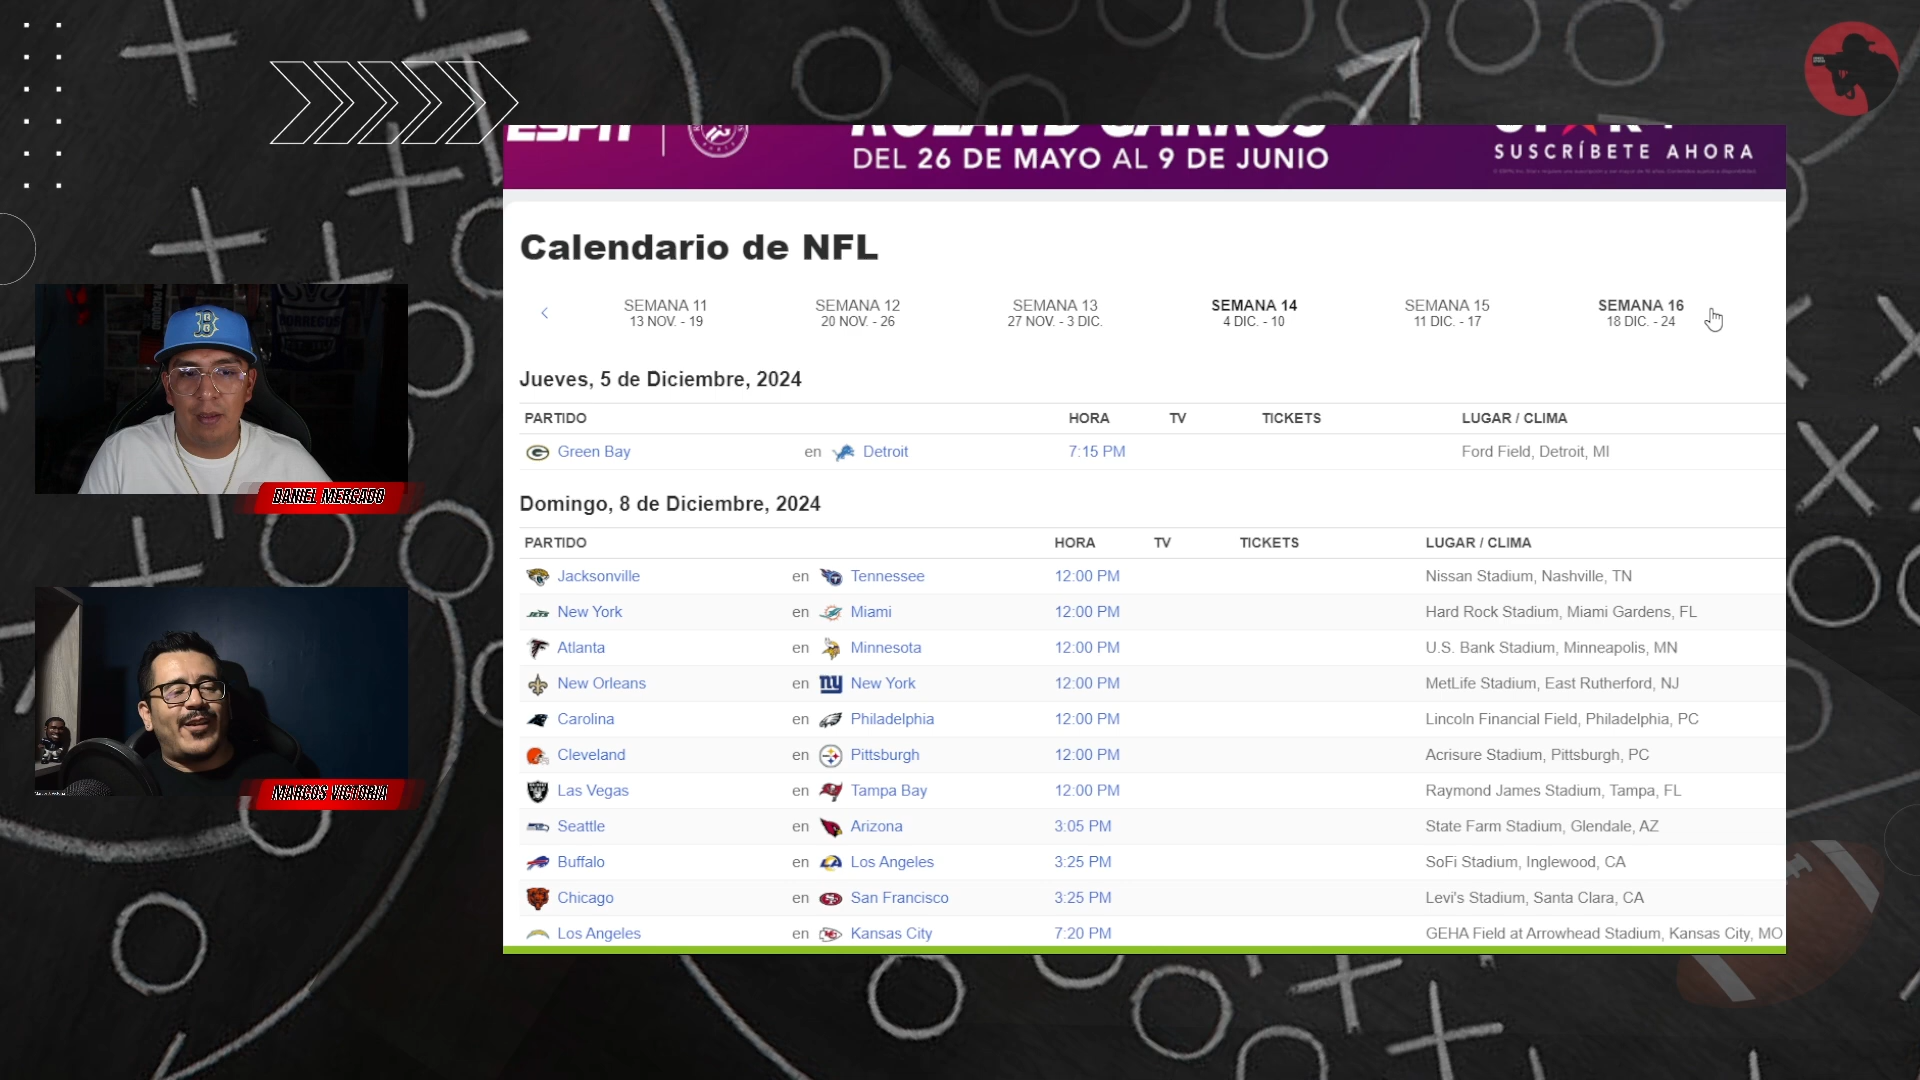 ESPN
ROLAND GARROS
DEL 26 DE MAYO AL 9 DE JUNIO
SUSCRÍBETE AHORA
Calendario de NFL
SEMANA 11 SEMANA 12 SEMANA 13 SEMANA 14 SEMANA 15 SEMANA 16
13 NOV. - 19 20 NOV. - 26 27 NOV. - 3 DIC. 4 DIC. - 10 11 DIC. - 17 18 DIC. - 24
Jueves, 5 de Diciembre, 2024
PARTIDO HORA TV TICKETS LUGAR / CLIMA
Green Bay en Detroit 7:15 PM Ford Field, Detroit, MI
Domingo, 8 de Diciembre, 2024
PARTIDO HORA TV TICKETS LUGAR / CLIMA
Jacksonville en Tennessee 12:00 PM Nissan Stadium, Nashville, TN
New York en Miami 12:00 PM Hard Rock Stadium, Miami Gardens, FL
Atlanta en Minnesota 12:00 PM U.S. Bank Stadium, Minneapolis, MN
New Orleans en New York 12:00 PM MetLife Stadium, East Rutherford, NJ
Carolina en Philadelphia 12:00 PM Lincoln Financial Field, Philadelphia, PC
Cleveland en Pittsburgh 12:00 PM Acrisure Stadium, Pittsburgh, PC
Las Vegas en Tampa Bay 12:00 PM Raymond James Stadium, Tampa, FL
Seattle en Arizona 3:05 PM State Farm Stadium, Glendale, AZ
Buffalo en Los Angeles 3:25 PM SoFi Stadium, Inglewood, CA
Chicago en San Francisco 3:25 PM Levi's Stadium, Santa Clara, CA
Los Angeles en Kansas City 7:20 PM GEHA Field at Arrowhead Stadium, Kansas City, MO
DANIEL MERCADO
MARCOS VICTORIA
BORREGOS